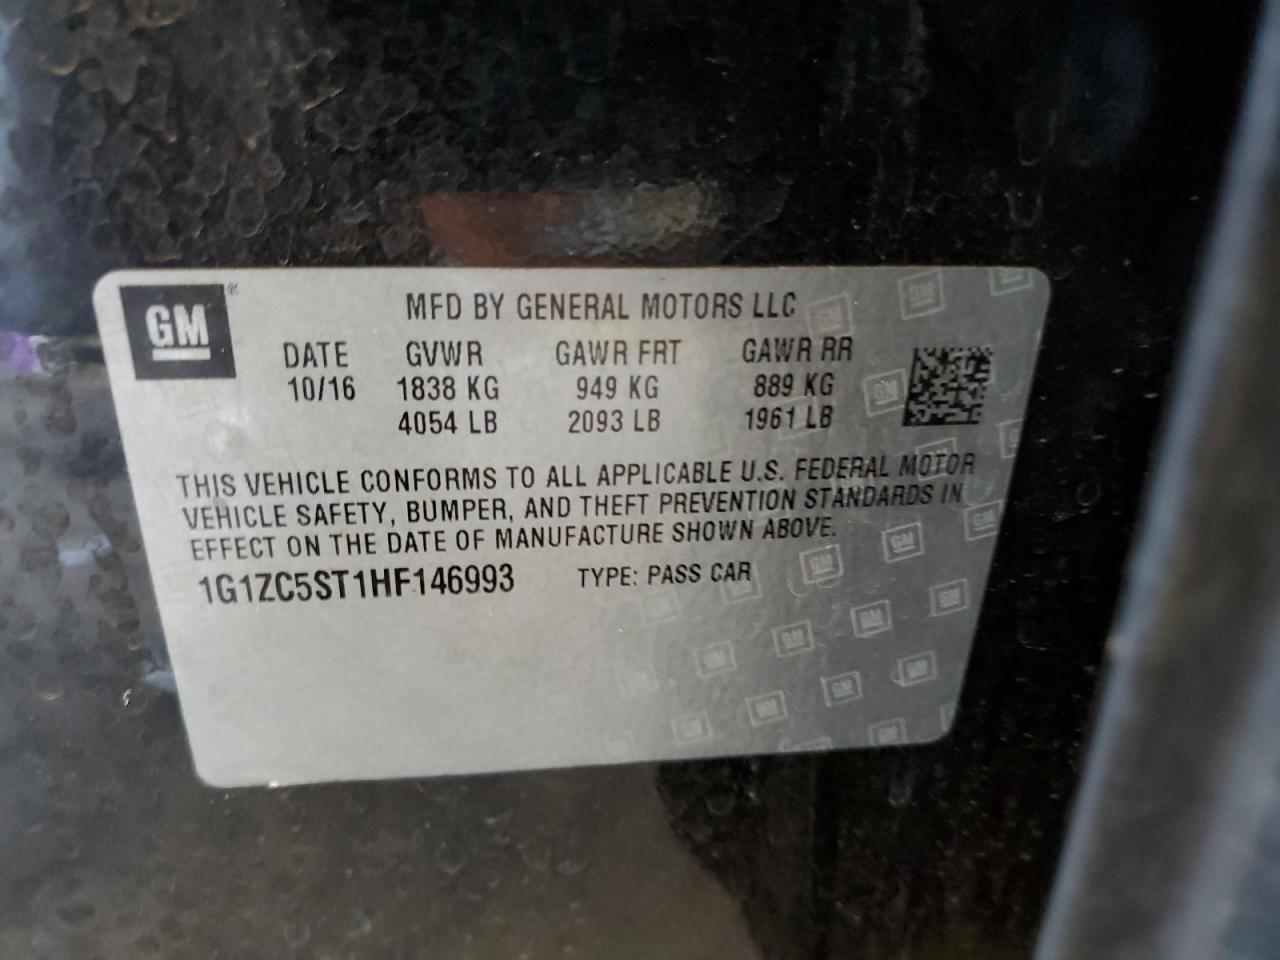 GM ®
MFD BY GENERAL MOTORS LLC
DATE GVWR GAWR FRT GAWR RR
10/16 1838 KG 949 KG 889 KG
4054 LB 2093 LB 1961 LB
THIS VEHICLE CONFORMS TO ALL APPLICABLE U.S. FEDERAL MOTOR
VEHICLE SAFETY, BUMPER, AND THEFT PREVENTION STANDARDS IN
EFFECT ON THE DATE OF MANUFACTURE SHOWN ABOVE.
1G1ZC5ST1HF146993 TYPE: PASS CAR